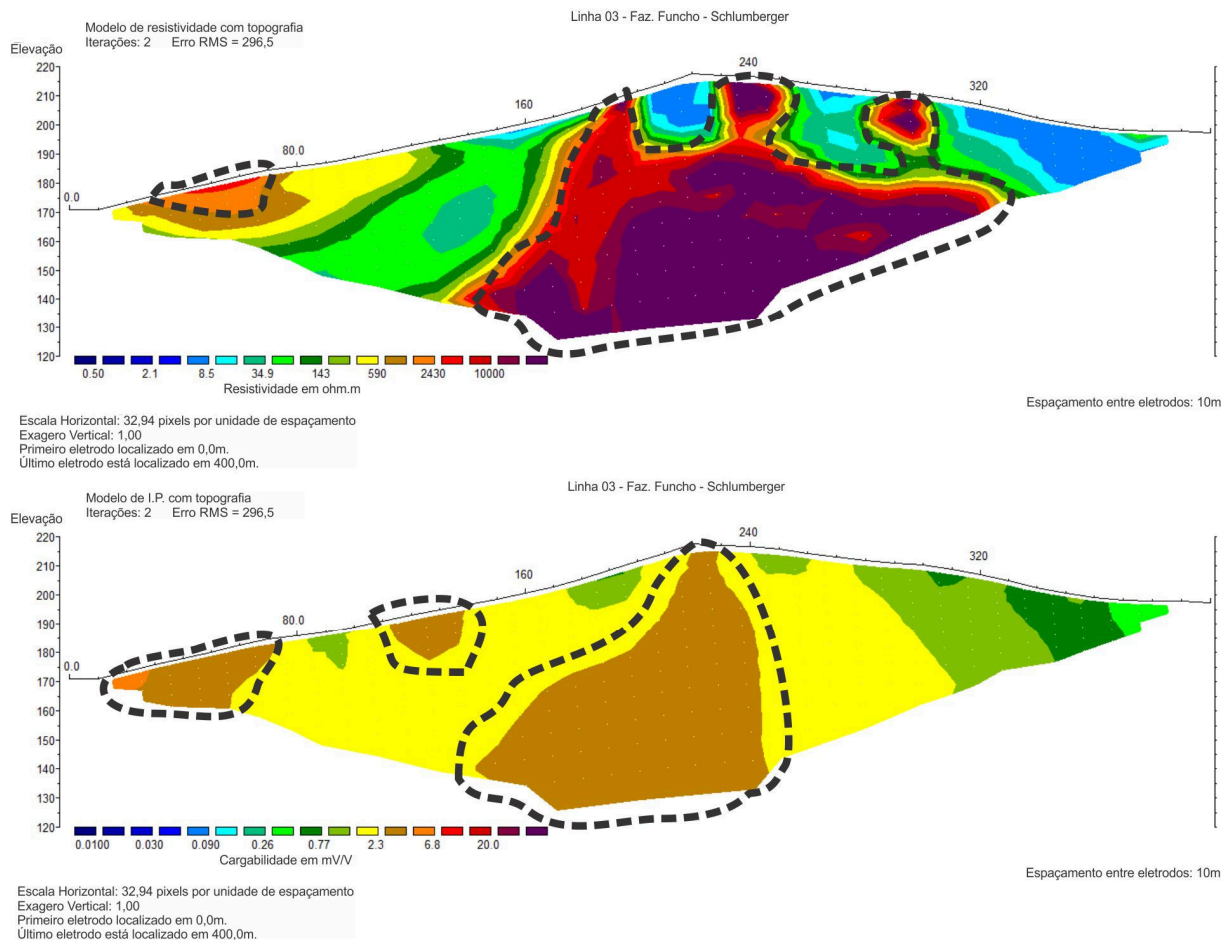 Linha 03 - Faz. Funcho - Schlumberger
Modelo de resistividade com topografia
Iterações: 2 Erro RMS = 296,5
Elevação
220
210
200
190
180
170
160
150
140
130
120
0.0
80.0
160
240
320
0.50 2.1 8.5 34.9 143 590 2430 10000
Resistividade em ohm.m
Espaçamento entre eletrodos: 10m
Escala Horizontal: 32,94 pixels por unidade de espaçamento
Exagero Vertical: 1,00
Primeiro eletrodo localizado em 0,0m.
Último eletrodo está localizado em 400,0m.
Linha 03 - Faz. Funcho - Schlumberger
Modelo de I.P. com topografia
Iterações: 2 Erro RMS = 296,5
Elevação
220
210
200
190
180
170
160
150
140
130
120
0.0
80.0
160
240
320
0.0100 0.030 0.090 0.26 0.77 2.3 6.8 20.0
Cargabilidade em mV/V
Espaçamento entre eletrodos: 10m
Escala Horizontal: 32,94 pixels por unidade de espaçamento
Exagero Vertical: 1,00
Primeiro eletrodo localizado em 0,0m.
Último eletrodo está localizado em 400,0m.